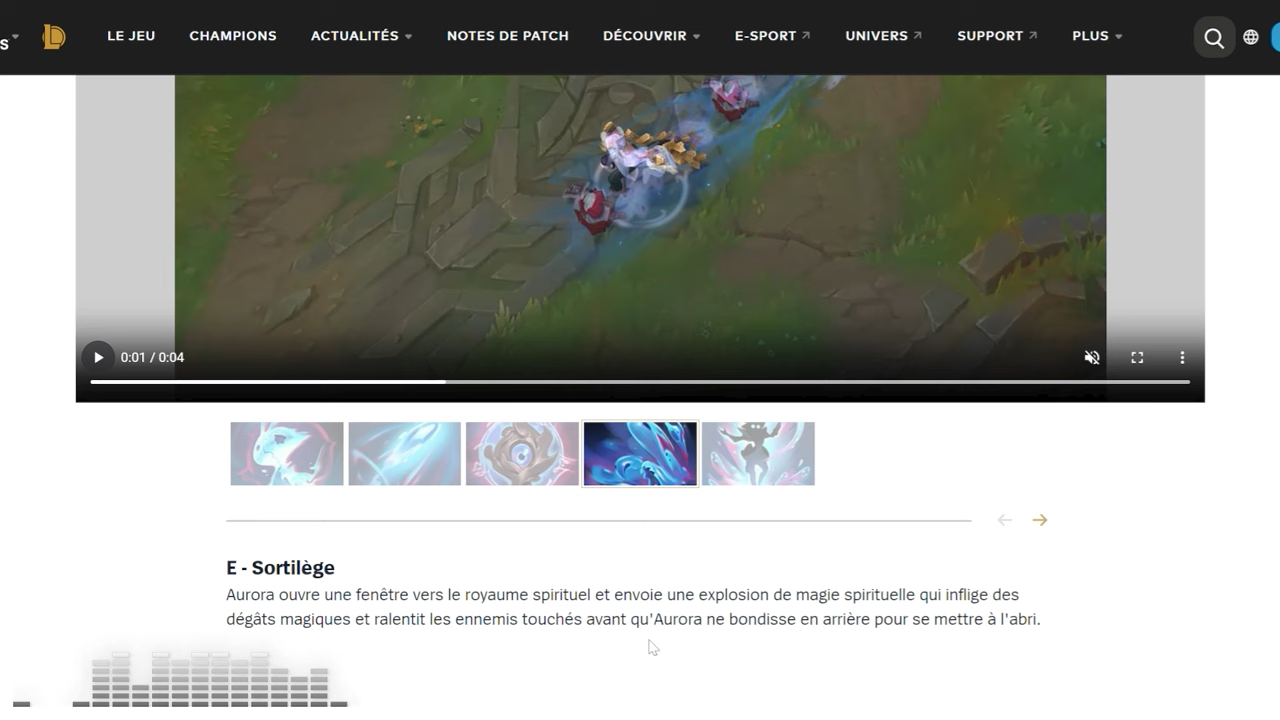 S
LE JEU CHAMPIONS ACTUALITÉS NOTES DE PATCH DÉCOUVRIR E-SPORT UNIVERS SUPPORT PLUS
0:01 / 0:04
E - Sortilège
Aurora ouvre une fenêtre vers le royaume spirituel et envoie une explosion de magie spirituelle qui inflige des
dégâts magiques et ralentit les ennemis touchés avant qu'Aurora ne bondisse en arrière pour se mettre à l'abri.